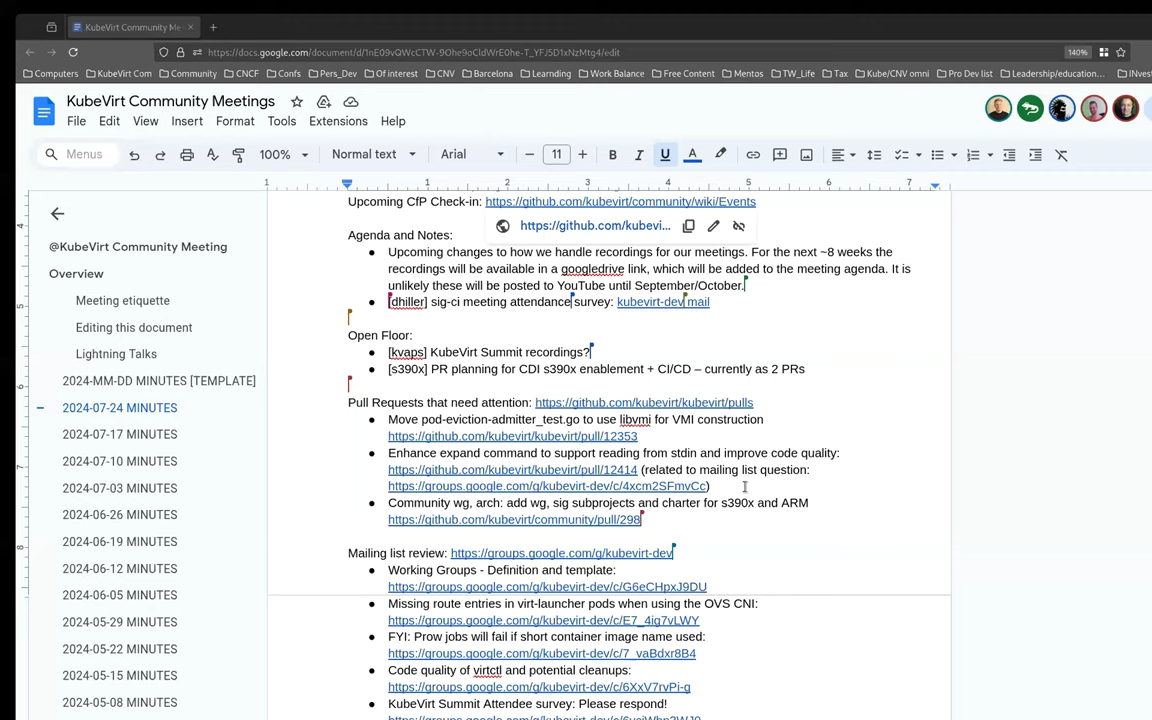 KubeVirt Community Me
https://docs.google.com/document/d/1nE09vQWcCTW-9Ohe9oCldWrE0he-T_YFJ5D1xNzMtg4/edit
140%
Computers KubeVirt Com Community CNCF Confs Pers_Dev Of interest CNV Barcelona Learnding Work Balance Free Content Mentos TW_Life Tax Kube/CNV omni Pro Dev list Leadership/education... INves
KubeVirt Community Meetings
File Edit View Insert Format Tools Extensions Help
Menus 100% Normal text Arial 11
1 1 2 3 4 5 6 7
@KubeVirt Community Meeting
Overview
Meeting etiquette
Editing this document
Lightning Talks
2024-MM-DD MINUTES [TEMPLATE]
2024-07-24 MINUTES
2024-07-17 MINUTES
2024-07-10 MINUTES
2024-07-03 MINUTES
2024-06-26 MINUTES
2024-06-19 MINUTES
2024-06-12 MINUTES
2024-06-05 MINUTES
2024-05-29 MINUTES
2024-05-22 MINUTES
2024-05-15 MINUTES
2024-05-08 MINUTES
5
6
7
8
Upcoming CfP Check-in: https://github.com/kubevirt/community/wiki/Events
https://github.com/kubevi...
Agenda and Notes:
Upcoming changes to how we handle recordings for our meetings. For the next ~8 weeks the
recordings will be available in a googledrive link, which will be added to the meeting agenda. It is
unlikely these will be posted to YouTube until September/October.
[dhiller] sig-ci meeting attendance survey: kubevirt-dev mail
Open Floor:
[kvaps] KubeVirt Summit recordings?
[s390x] PR planning for CDI s390x enablement + CI/CD – currently as 2 PRs
Pull Requests that need attention: https://github.com/kubevirt/kubevirt/pulls
Move pod-eviction-admitter_test.go to use libvmi for VMI construction
https://github.com/kubevirt/kubevirt/pull/12353
Enhance expand command to support reading from stdin and improve code quality:
https://github.com/kubevirt/kubevirt/pull/12414 (related to mailing list question:
https://groups.google.com/g/kubevirt-dev/c/4xcm2SFmvCc)
Community wg, arch: add wg, sig subprojects and charter for s390x and ARM
https://github.com/kubevirt/community/pull/298
Mailing list review: https://groups.google.com/g/kubevirt-dev
Working Groups - Definition and template:
https://groups.google.com/g/kubevirt-dev/c/G6eCHpxJ9DU
Missing route entries in virt-launcher pods when using the OVS CNI:
https://groups.google.com/g/kubevirt-dev/c/E7_4ig7vLWY
FYI: Prow jobs will fail if short container image name used:
https://groups.google.com/g/kubevirt-dev/c/7_vaBdxr8B4
Code quality of virtctl and potential cleanups:
https://groups.google.com/g/kubevirt-dev/c/6XxV7rvPi-g
KubeVirt Summit Attendee survey: Please respond!